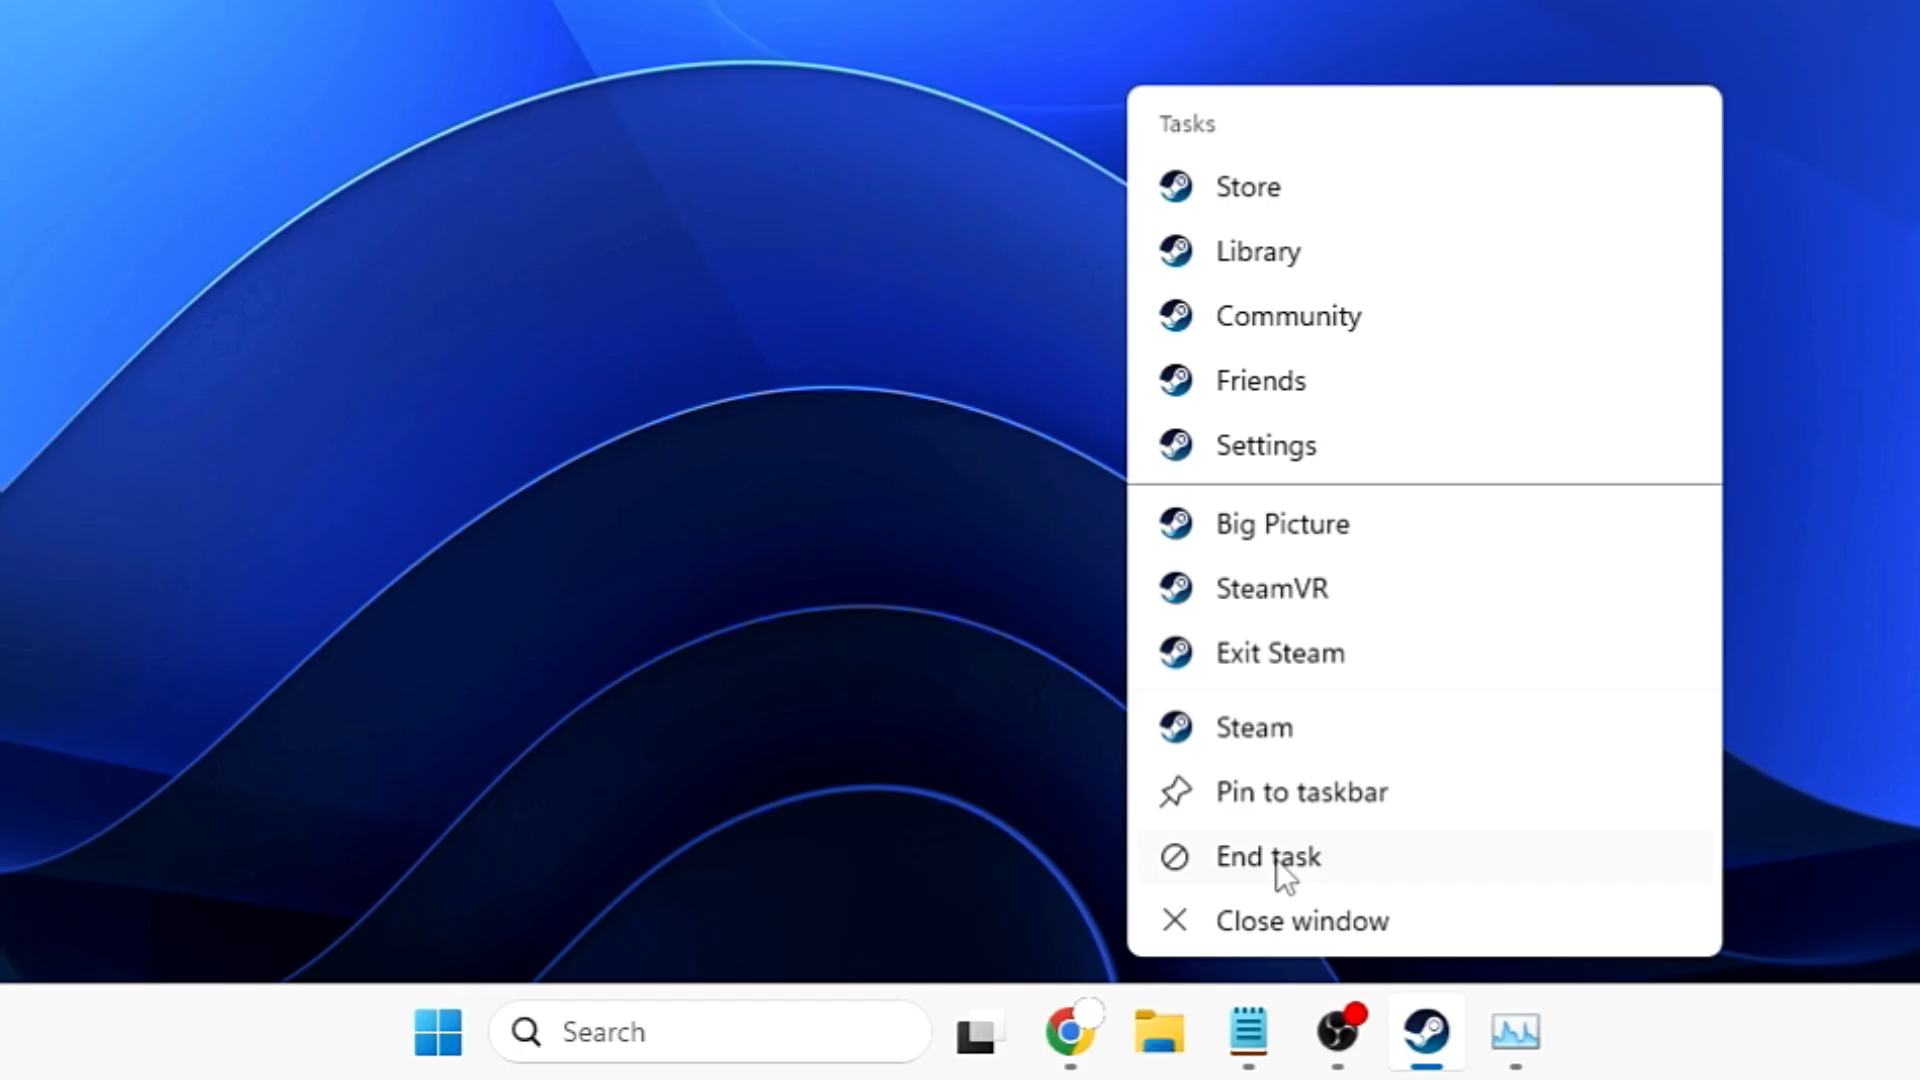 Tasks
Store
Library
Community
Friends
Settings
Big Picture
SteamVR
Exit Steam
Steam
Pin to taskbar
End task
Close window
Search